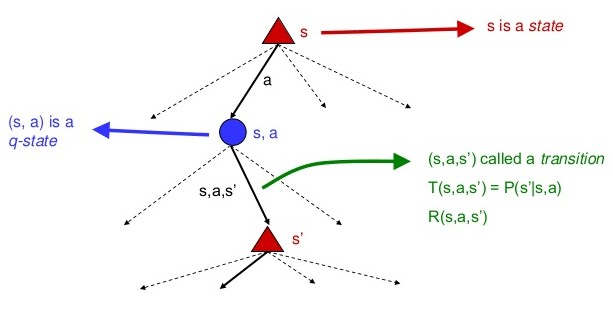 s
s is a state
a
(s, a) is a
q-state
s, a
(s,a,s') called a transition
T(s,a,s') = P(s'|s,a)
R(s,a,s')
s,a,s'
s'